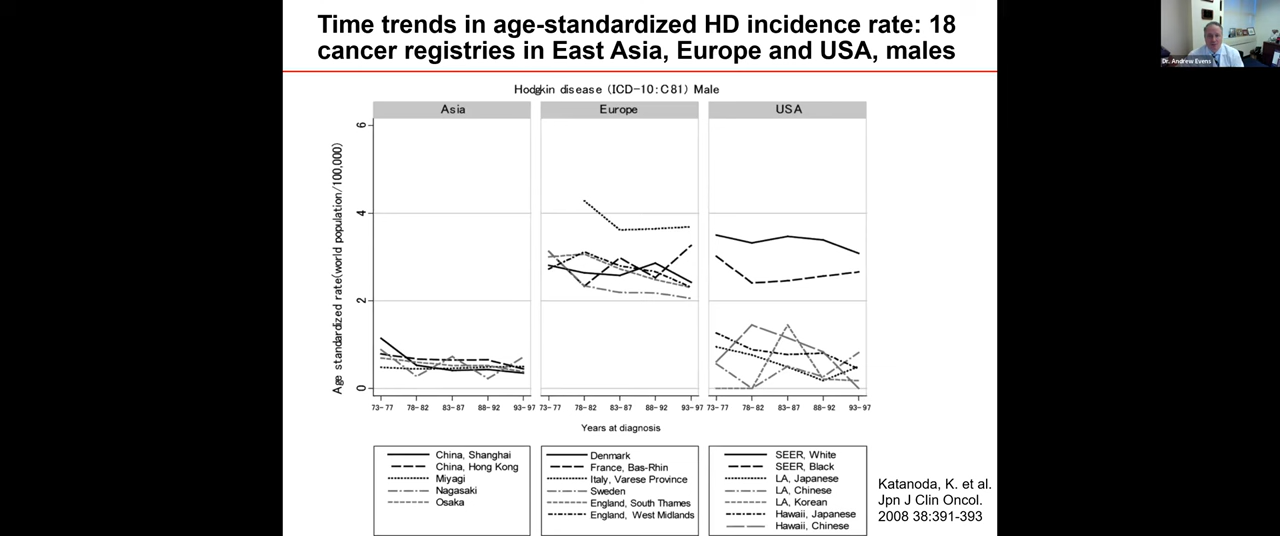 Time trends in age-standardized HD incidence rate: 18
cancer registries in East Asia, Europe and USA, males
Dr. Andrew Evens
Hodgkin disease (ICD-10:C81) Male
Asia
Europe
USA
Age standardized rate(world population/100,000)
6
4
2
0
73-77 78-82 83-87 88-92 93-97
73-77 78-82 83-87 88-92 93-97
73-77 78-82 83-87 88-92 93-97
Years at diagnosis
China, Shanghai
China, Hong Kong
Miyagi
Nagasaki
Osaka
Denmark
France, Bas-Rhin
Italy, Varese Province
Sweden
England, South Thames
England, West Midlands
SEER, White
SEER, Black
LA, Japanese
LA, Chinese
LA, Korean
Hawaii, Japanese
Hawaii, Chinese
Katanoda, K. et al.
Jpn J Clin Oncol.
2008 38:391-393